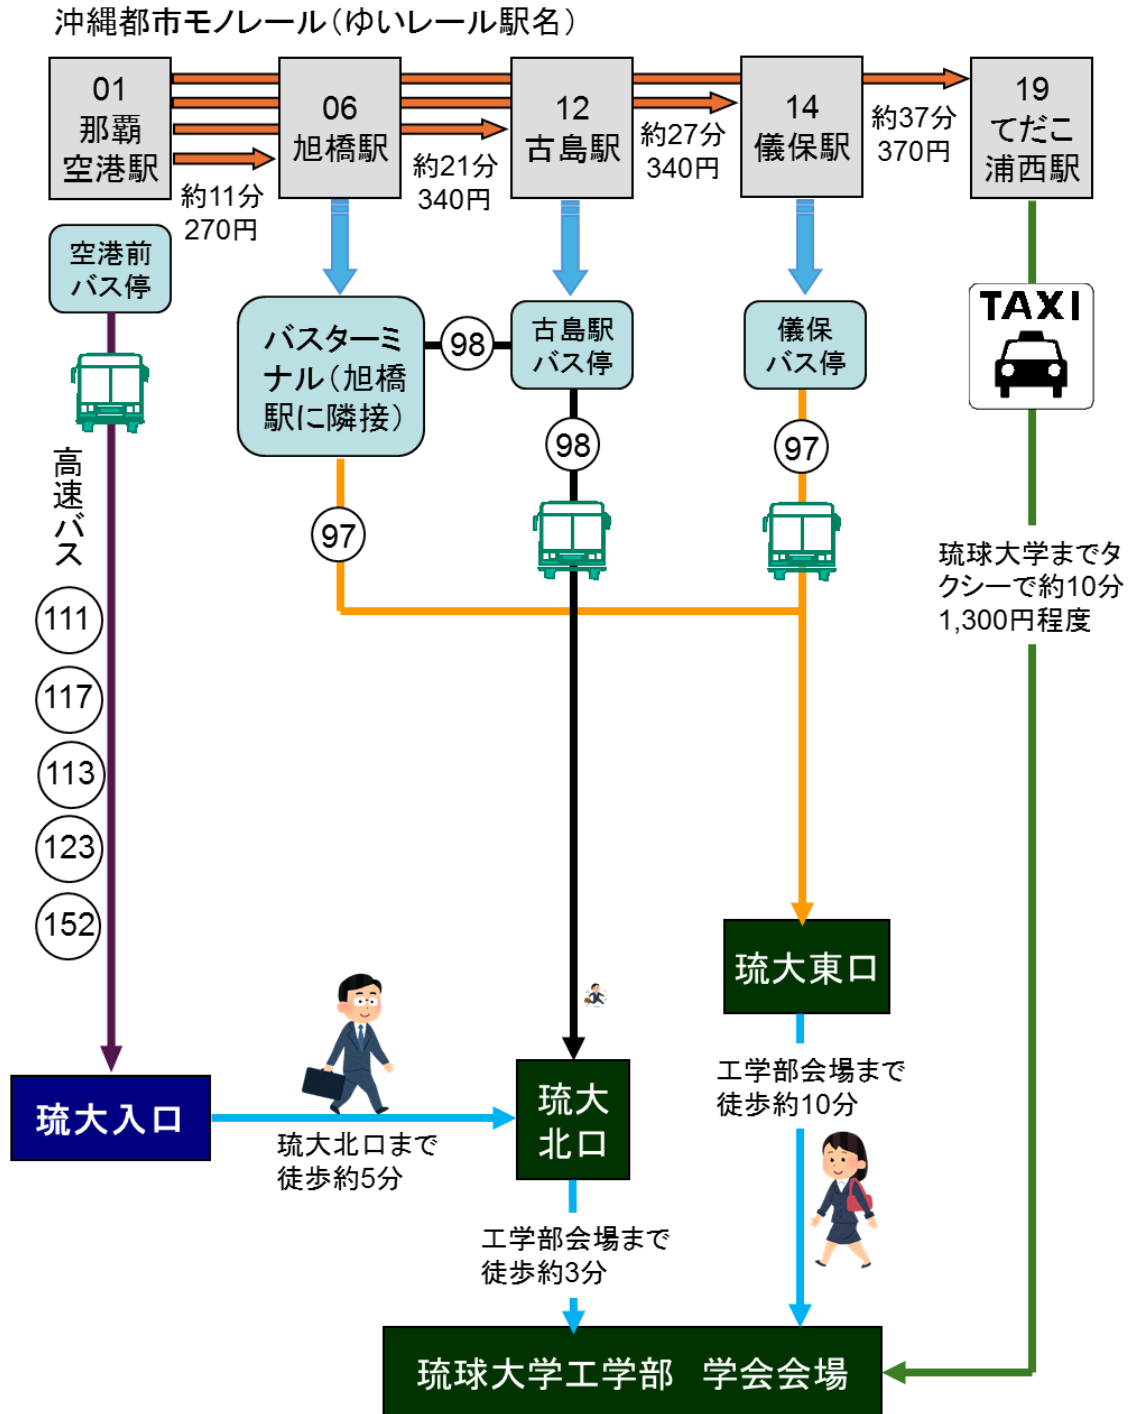 沖縄都市モノレール(ゆいレール駅名)
01
那覇
空港駅
06
旭橋駅
12
古島駅
14
儀保駅
19
てだこ
浦西駅
約11分
270円
約21分
340円
約27分
340円
約37分
370円
空港前
バス停
バスターミ
ナル(旭橋
駅に隣接)
98
古島駅
バス停
儀保
バス停
TAXI
高速バス
97
98
97
111
117
113
123
152
琉球大学までタ
クシーで約10分
1,300円程度
琉大東口
琉大入口
琉大北口まで
徒歩約5分
琉大
北口
工学部会場まで
徒歩約10分
工学部会場まで
徒歩約3分
琉球大学工学部 学会会場